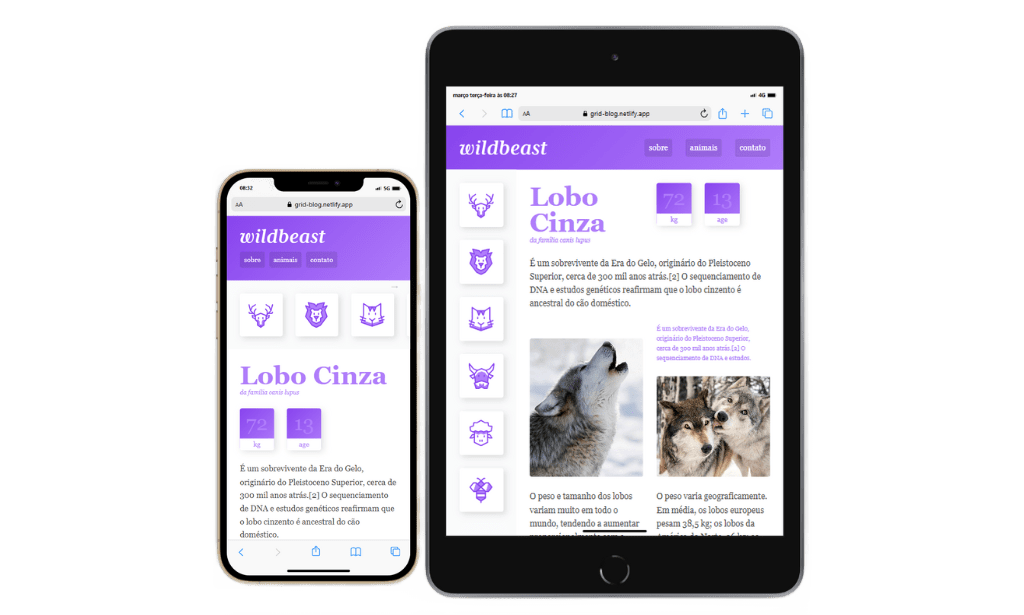 08:32
5G
AA
grid-blog.netlify.app
wildbeast
sobre
animais
contato
Lobo Cinza
da família canis lupus
72
kg
13
ago
É um sobrevivente da Era do Gelo,
originário do Pleistoceno Superior, cerca de
300 mil anos atrás.[2] O sequenciamento
de DNA e estudos genéticos reafirmam que
o lobo cinzento é ancestral do cão
doméstico.
março terça-feira às 08:27
4G
AA
grid-blog.netlify.app
wildbeast
sobre
animais
contato
Lobo
Cinza
da família canis lupus
72
kg
13
ago
É um sobrevivente da Era do Gelo, originário do Pleistoceno
Superior, cerca de 300 mil anos atrás.[2] O sequenciamento de
DNA e estudos genéticos reafirmam que o lobo cinzento é
ancestral do cão doméstico.
É um sobrevivente da Era do Gelo,
originário do Pleistoceno Superior,
cerca de 300 mil anos atrás.[2] O
sequenciamento de DNA e estudos.
O peso e tamanho dos lobos
variam muito em todo o
mundo, tendendo a aumentar
O peso varia geograficamente.
Em média, os lobos europeus
pesam 38,5 kg; os lobos da